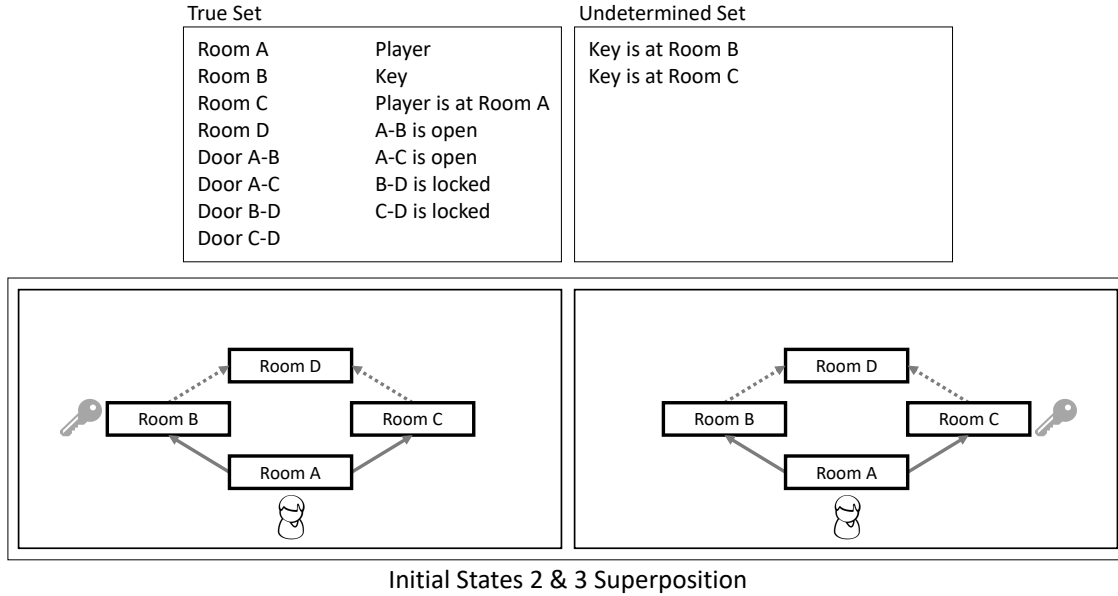 True Set
Undetermined Set
Room A
Room B
Room C
Room D
Door A-B
Door A-C
Door B-D
Door C-D
Player
Key
Player is at Room A
A-B is open
A-C is open
B-D is locked
C-D is locked
Key is at Room B
Key is at Room C
Room D
Room B
Room C
Room A
Room D
Room B
Room C
Room A
Initial States 2 & 3 Superposition